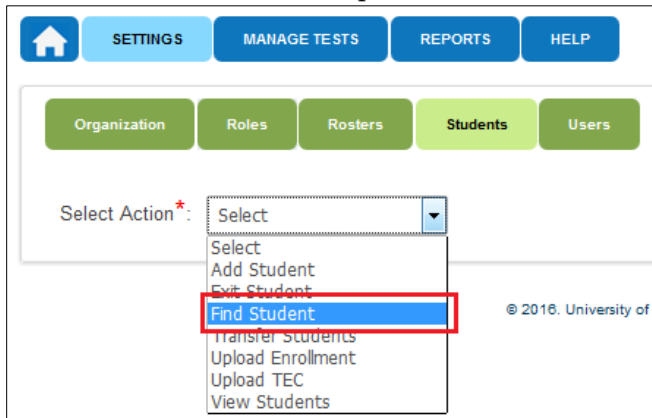 SETTINGS MANAGE TESTS REPORTS HELP
Organization Roles Rosters Students Users
Select Action*: Select
Select
Add Student
Exit Student
Find Student
© 2016. University of
Transfer Students
Upload Enrollment
Upload TEC
View Students